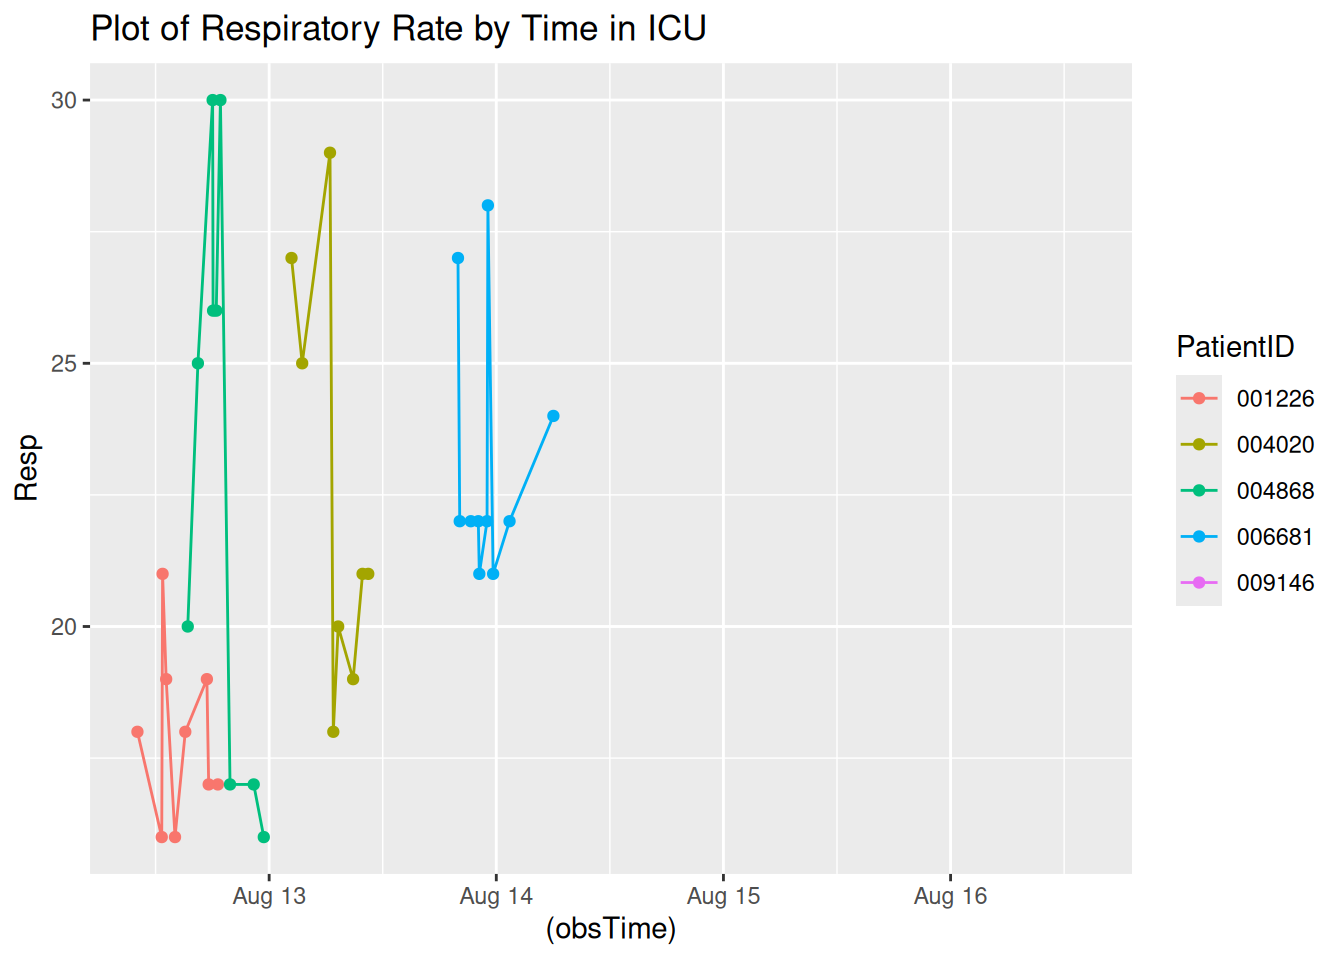 Plot of Respiratory Rate by Time in ICU
30
25
20
Resp
Aug 13
Aug 14
Aug 15
Aug 16
(obsTime)
PatientID
001226
004020
004868
006681
009146